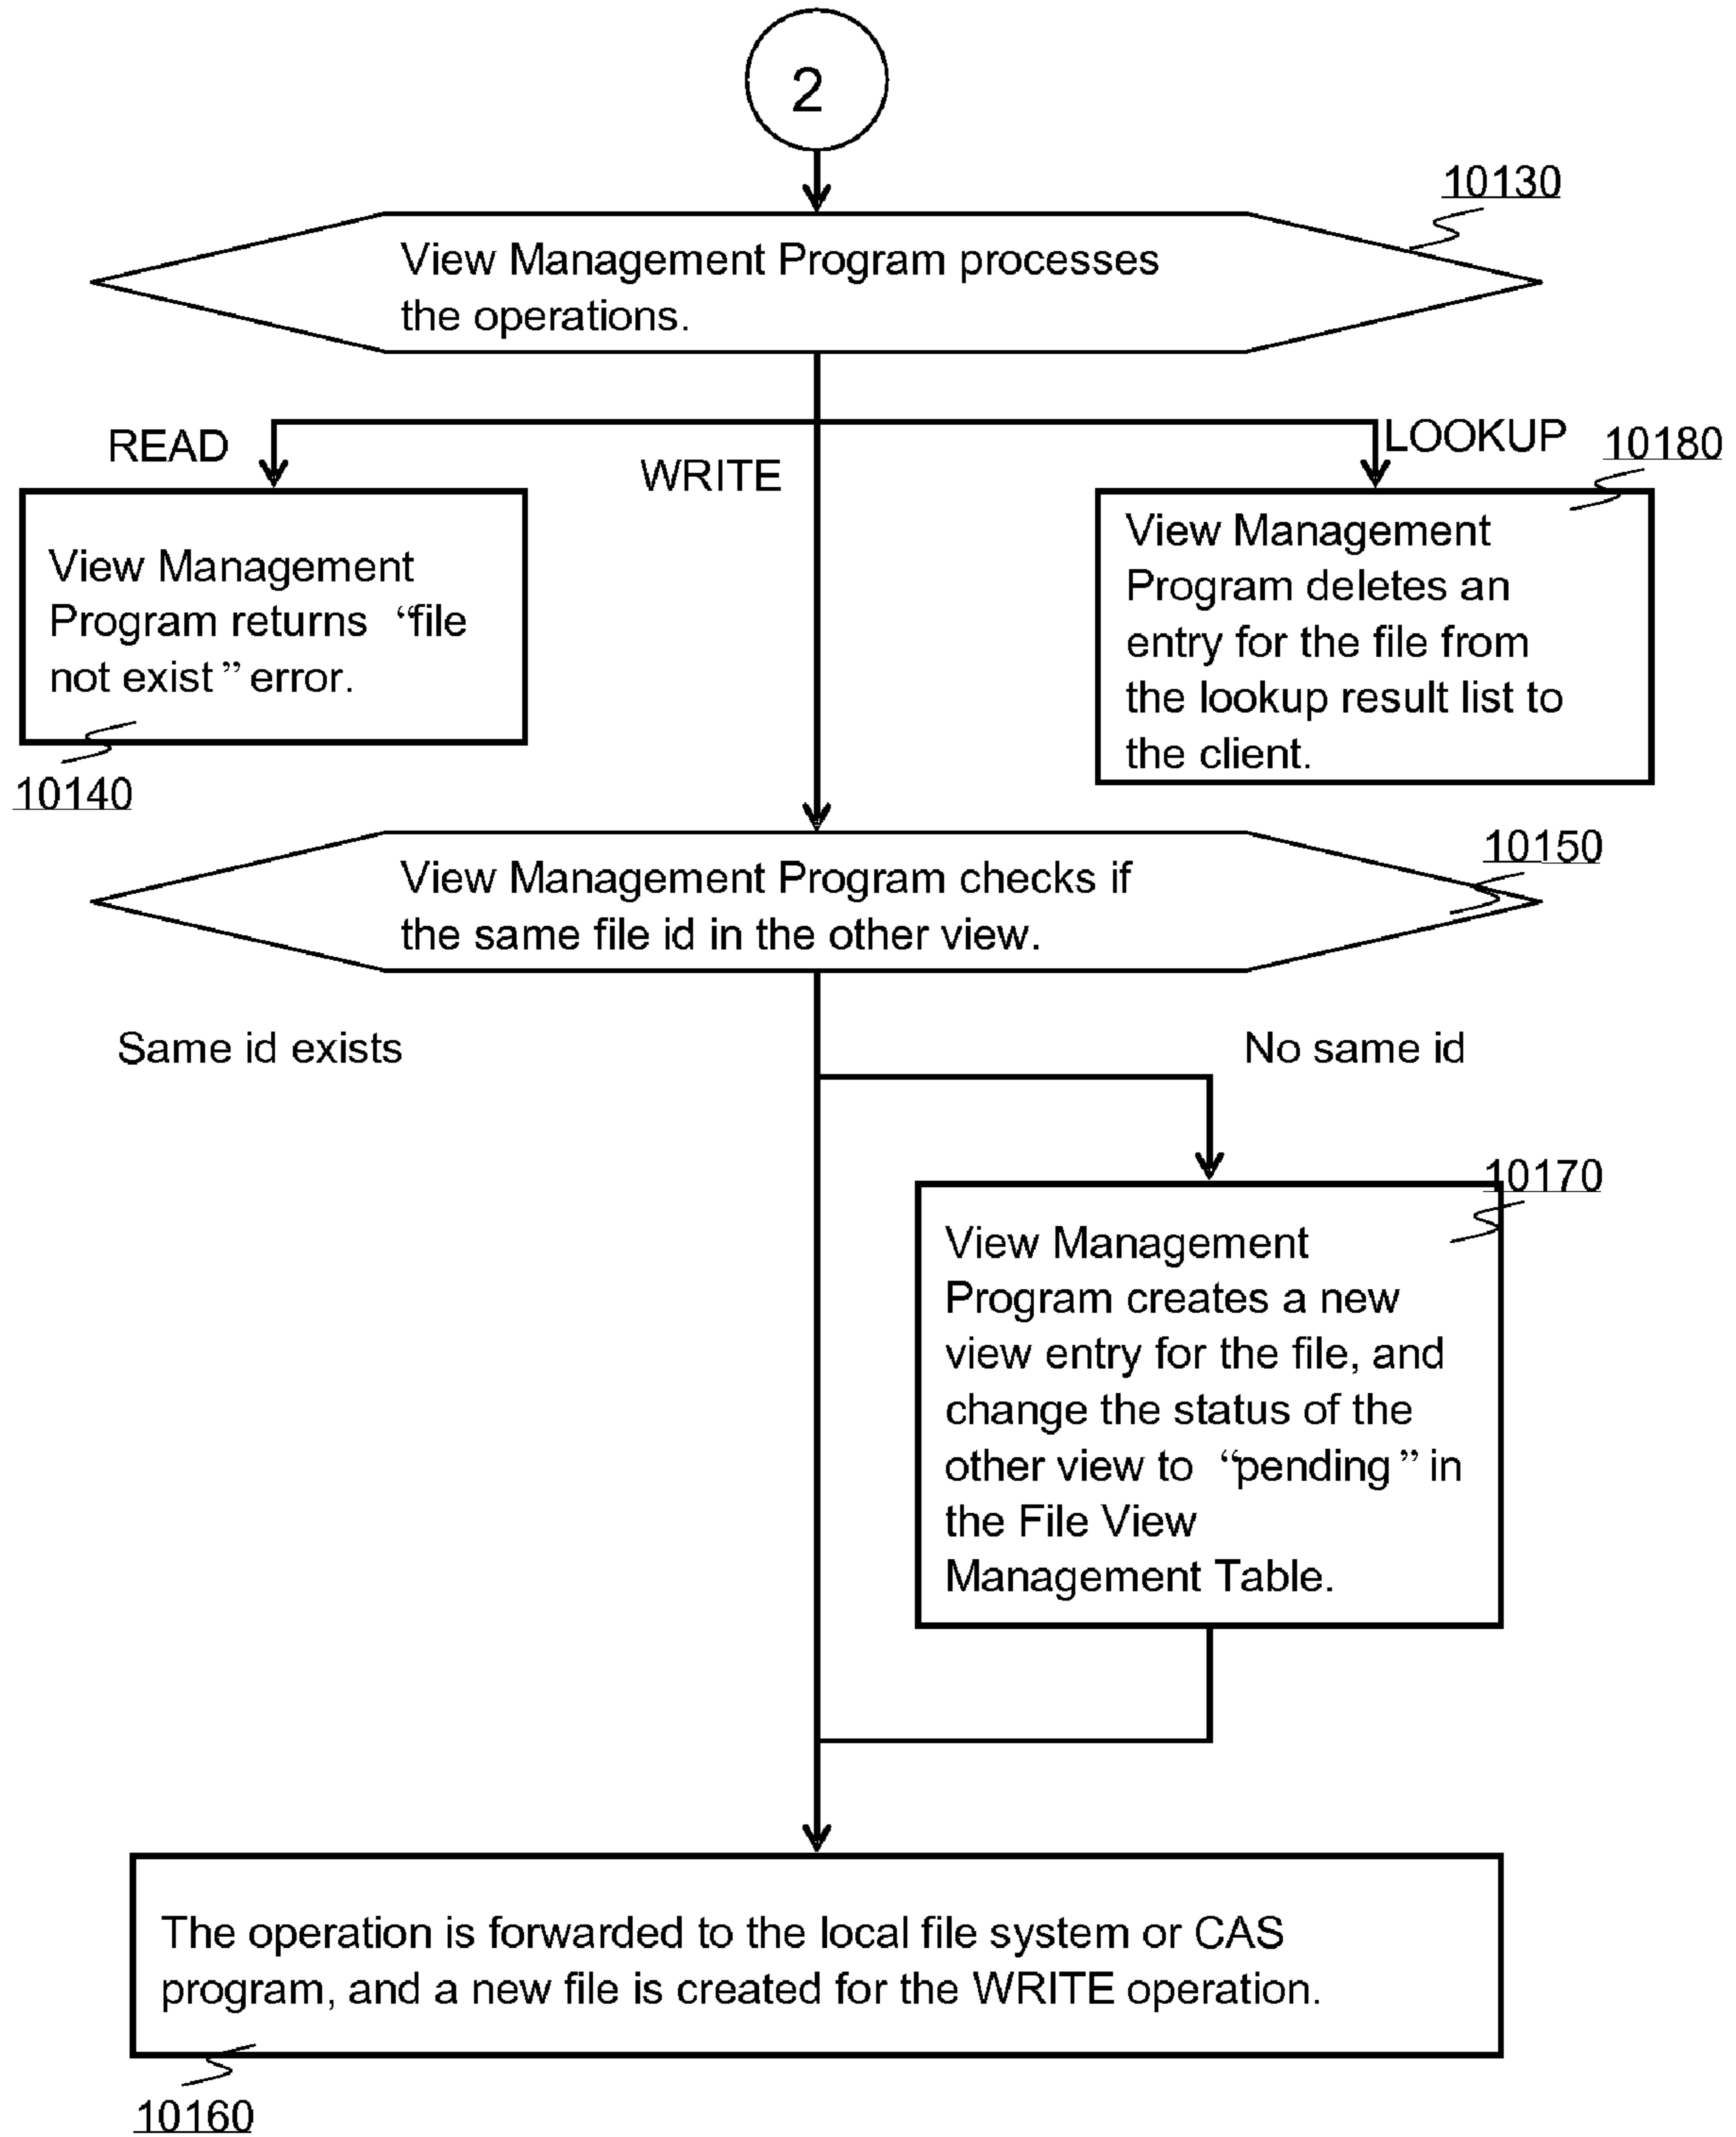 2
10130
View Management Program processes
the operations.
READ
WRITE
LOOKUP
10180
View Management
Program returns “file
not exist” error.
10140
View Management
Program deletes an
entry for the file from
the lookup result list to
the client.
10150
View Management Program checks if
the same file id in the other view.
Same id exists
No same id
10170
View Management
Program creates a new
view entry for the file, and
change the status of the
other view to “pending” in
the File View
Management Table.
The operation is forwarded to the local file system or CAS
program, and a new file is created for the WRITE operation.
10160